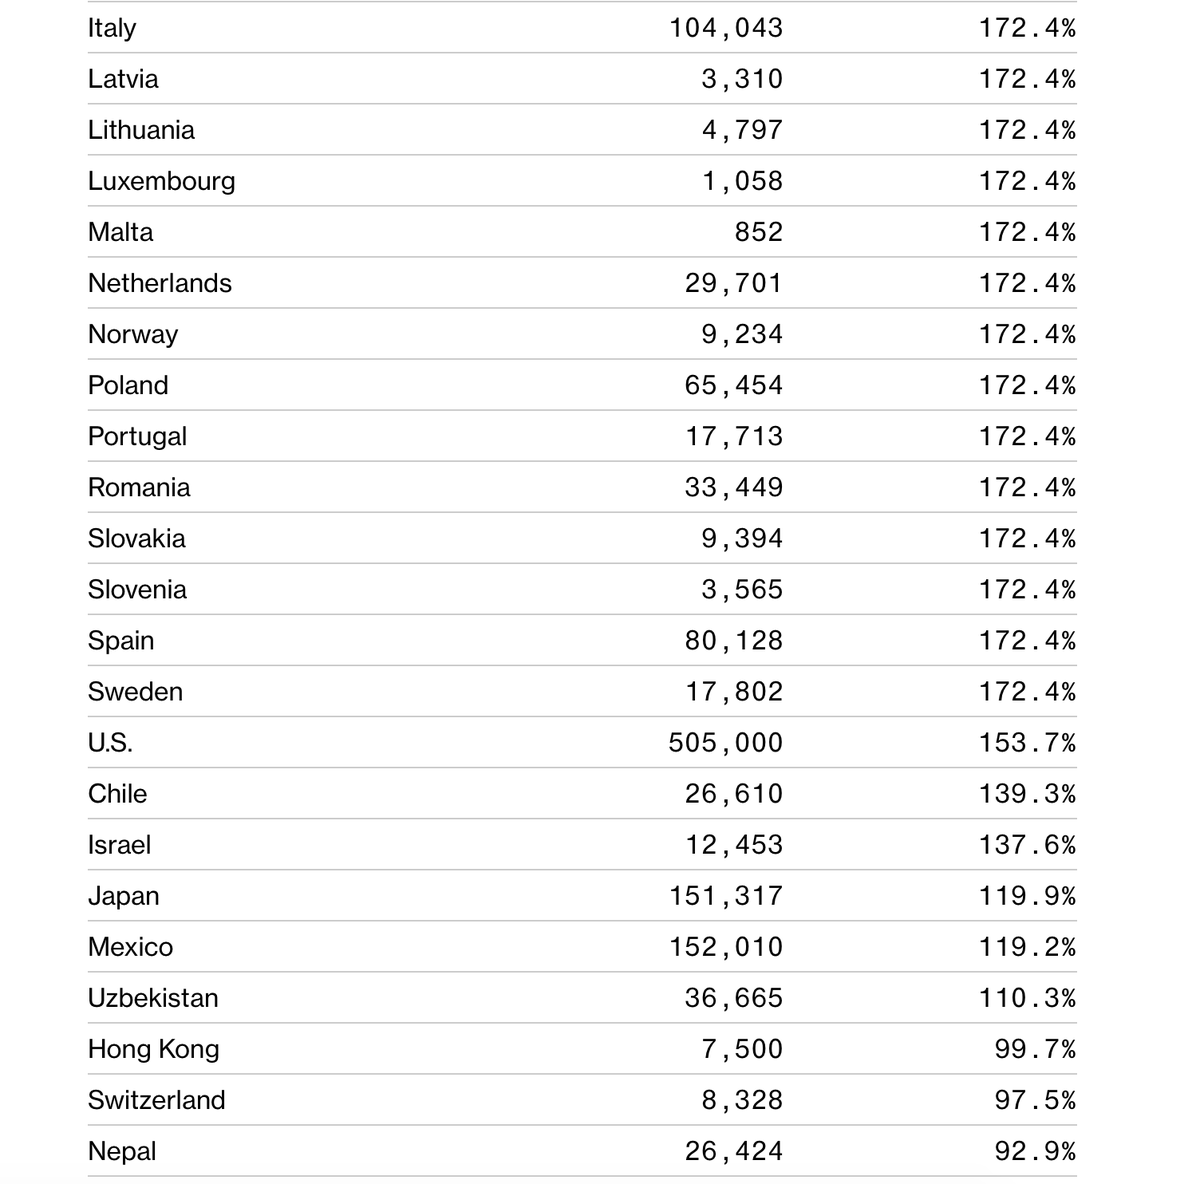 Italy 104,043 172.4%
Latvia 3,310 172.4%
Lithuania 4,797 172.4%
Luxembourg 1,058 172.4%
Malta 852 172.4%
Netherlands 29,701 172.4%
Norway 9,234 172.4%
Poland 65,454 172.4%
Portugal 17,713 172.4%
Romania 33,449 172.4%
Slovakia 9,394 172.4%
Slovenia 3,565 172.4%
Spain 80,128 172.4%
Sweden 17,802 172.4%
U.S. 505,000 153.7%
Chile 26,610 139.3%
Israel 12,453 137.6%
Japan 151,317 119.9%
Mexico 152,010 119.2%
Uzbekistan 36,665 110.3%
Hong Kong 7,500 99.7%
Switzerland 8,328 97.5%
Nepal 26,424 92.9%